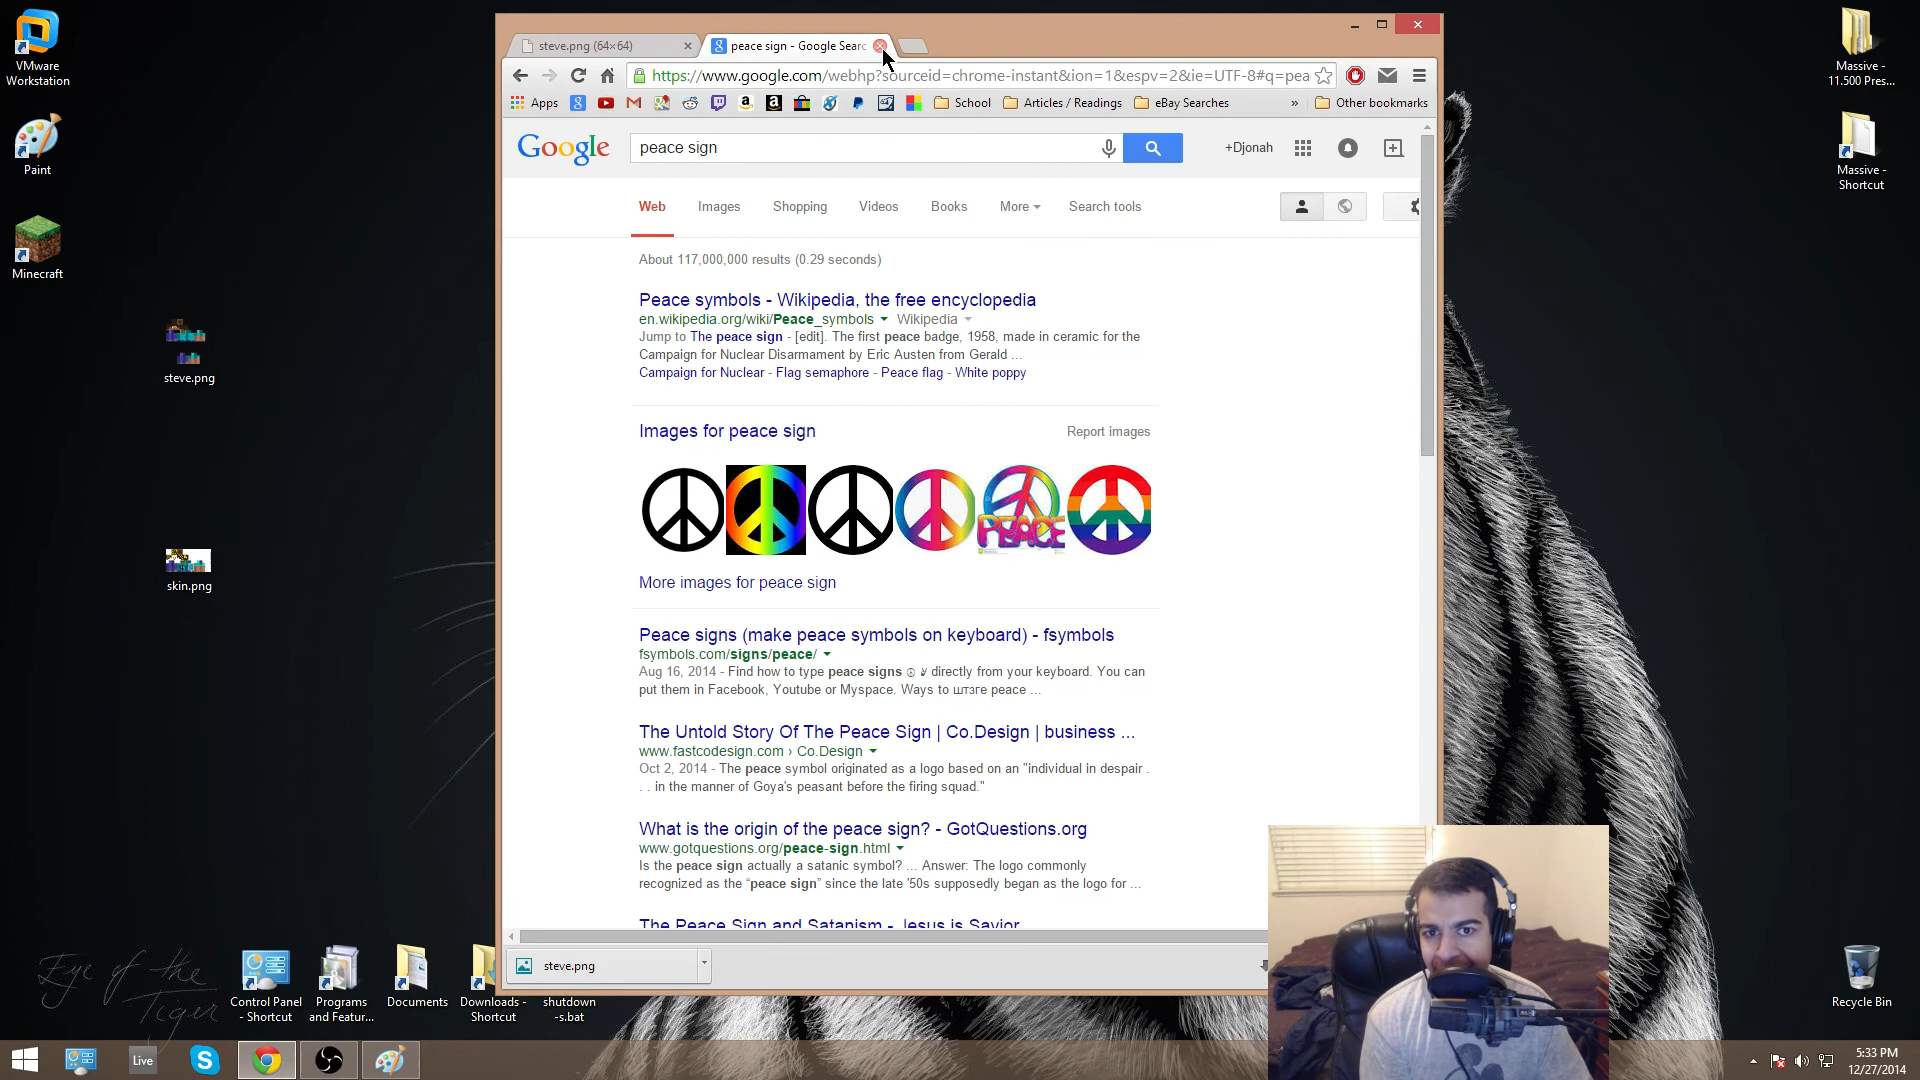 VMware
Workstation
Paint
Minecraft
steve.png
skin.png
Massive -
11.500 Pres...
Massive -
Shortcut
steve.png (64×64)
peace sign - Google Searc
https://www.google.com/webhp?sourceid=chrome-instant&ion=1&espv=2&ie=UTF-8#q=pea
Apps
School
Articles / Readings
eBay Searches
»
Other bookmarks
Google
peace sign
+Djonah
Web
Images
Shopping
Videos
Books
More
Search tools
About 117,000,000 results (0.29 seconds)
Peace symbols - Wikipedia, the free encyclopedia
en.wikipedia.org/wiki/Peace_symbols
Wikipedia
Jump to The peace sign - [edit]. The first peace badge, 1958, made in ceramic for the
Campaign for Nuclear Disarmament by Eric Austen from Gerald ...
Campaign for Nuclear - Flag semaphore - Peace flag - White poppy
Images for peace sign
Report images
PEACE
More images for peace sign
Peace signs (make peace symbols on keyboard) - fsymbols
fsymbols.com/signs/peace/
Aug 16, 2014 - Find how to type peace signs directly from your keyboard. You can
put them in Facebook, Youtube or Myspace. Ways to штэге peace ...
The Untold Story Of The Peace Sign | Co.Design | business ...
www.fastcodesign.com › Co.Design
Oct 2, 2014 - The peace symbol originated as a logo based on an "individual in despair .
. . in the manner of Goya's peasant before the firing squad."
What is the origin of the peace sign? - GotQuestions.org
www.gotquestions.org/peace-sign.html
Is the peace sign actually a satanic symbol? ... Answer: The logo commonly
recognized as the “peace sign” since the late '50s supposedly began as the logo for ...
The Peace Sign and Satanism - Jesus is Savior
steve.png
Eye of the
Tiger
Control Panel
- Shortcut
Programs
and Featur...
Documents
Downloads -
Shortcut
shutdown
-s.bat
Recycle Bin
Live
5:33 PM
12/27/2014